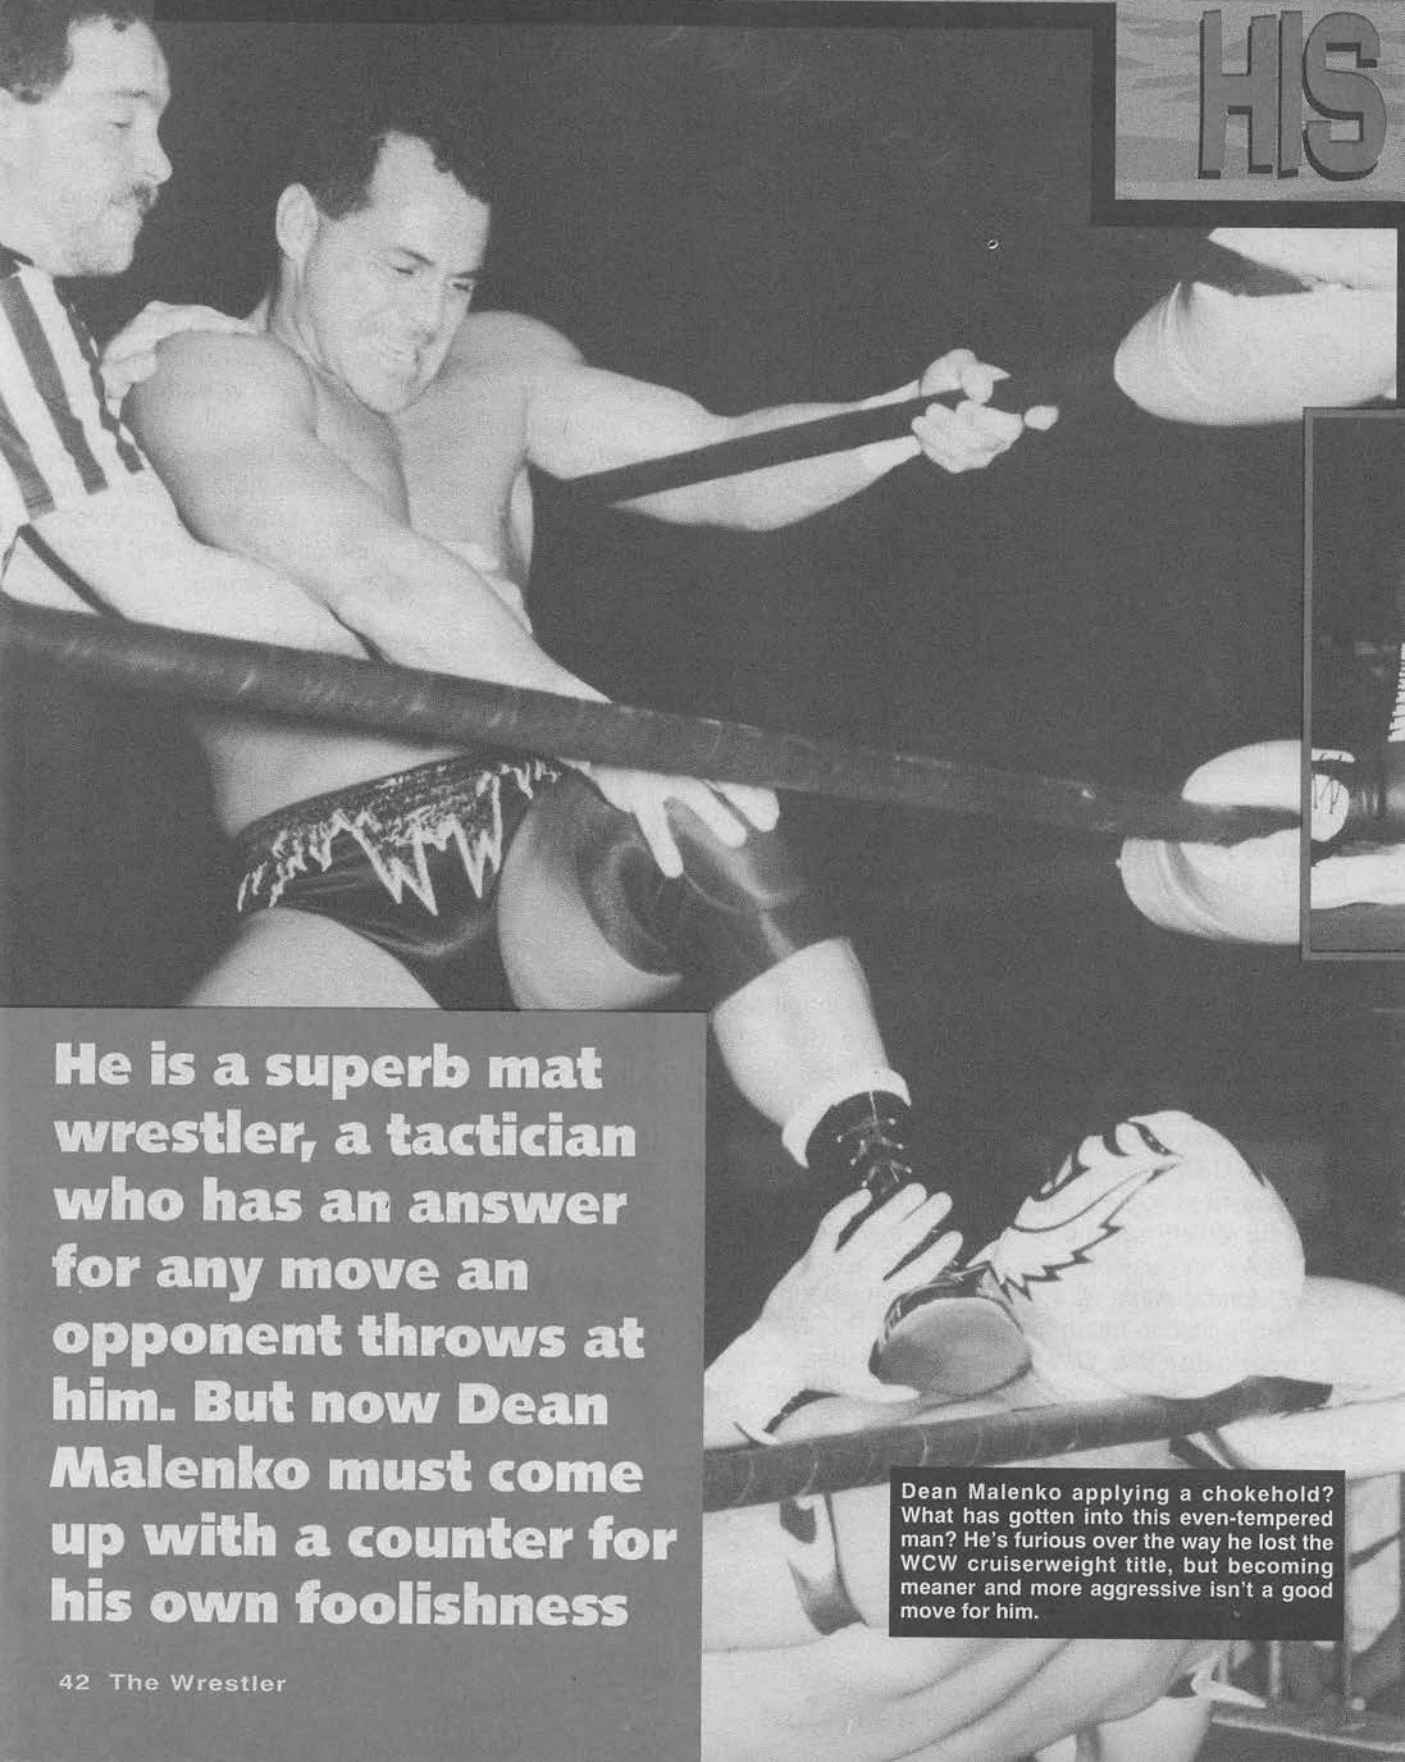 HIS
He is a superb mat
wrestler, a tactician
who has an answer
for any move an
opponent throws at
him. But now Dean
Malenko must come
up with a counter for
his own foolishness
Dean Malenko applying a chokehold?
What has gotten into this even-tempered
man? He's furious over the way he lost the
WCW cruiserweight title, but becoming
meaner and more aggressive isn't a good
move for him.
42 The Wrestler